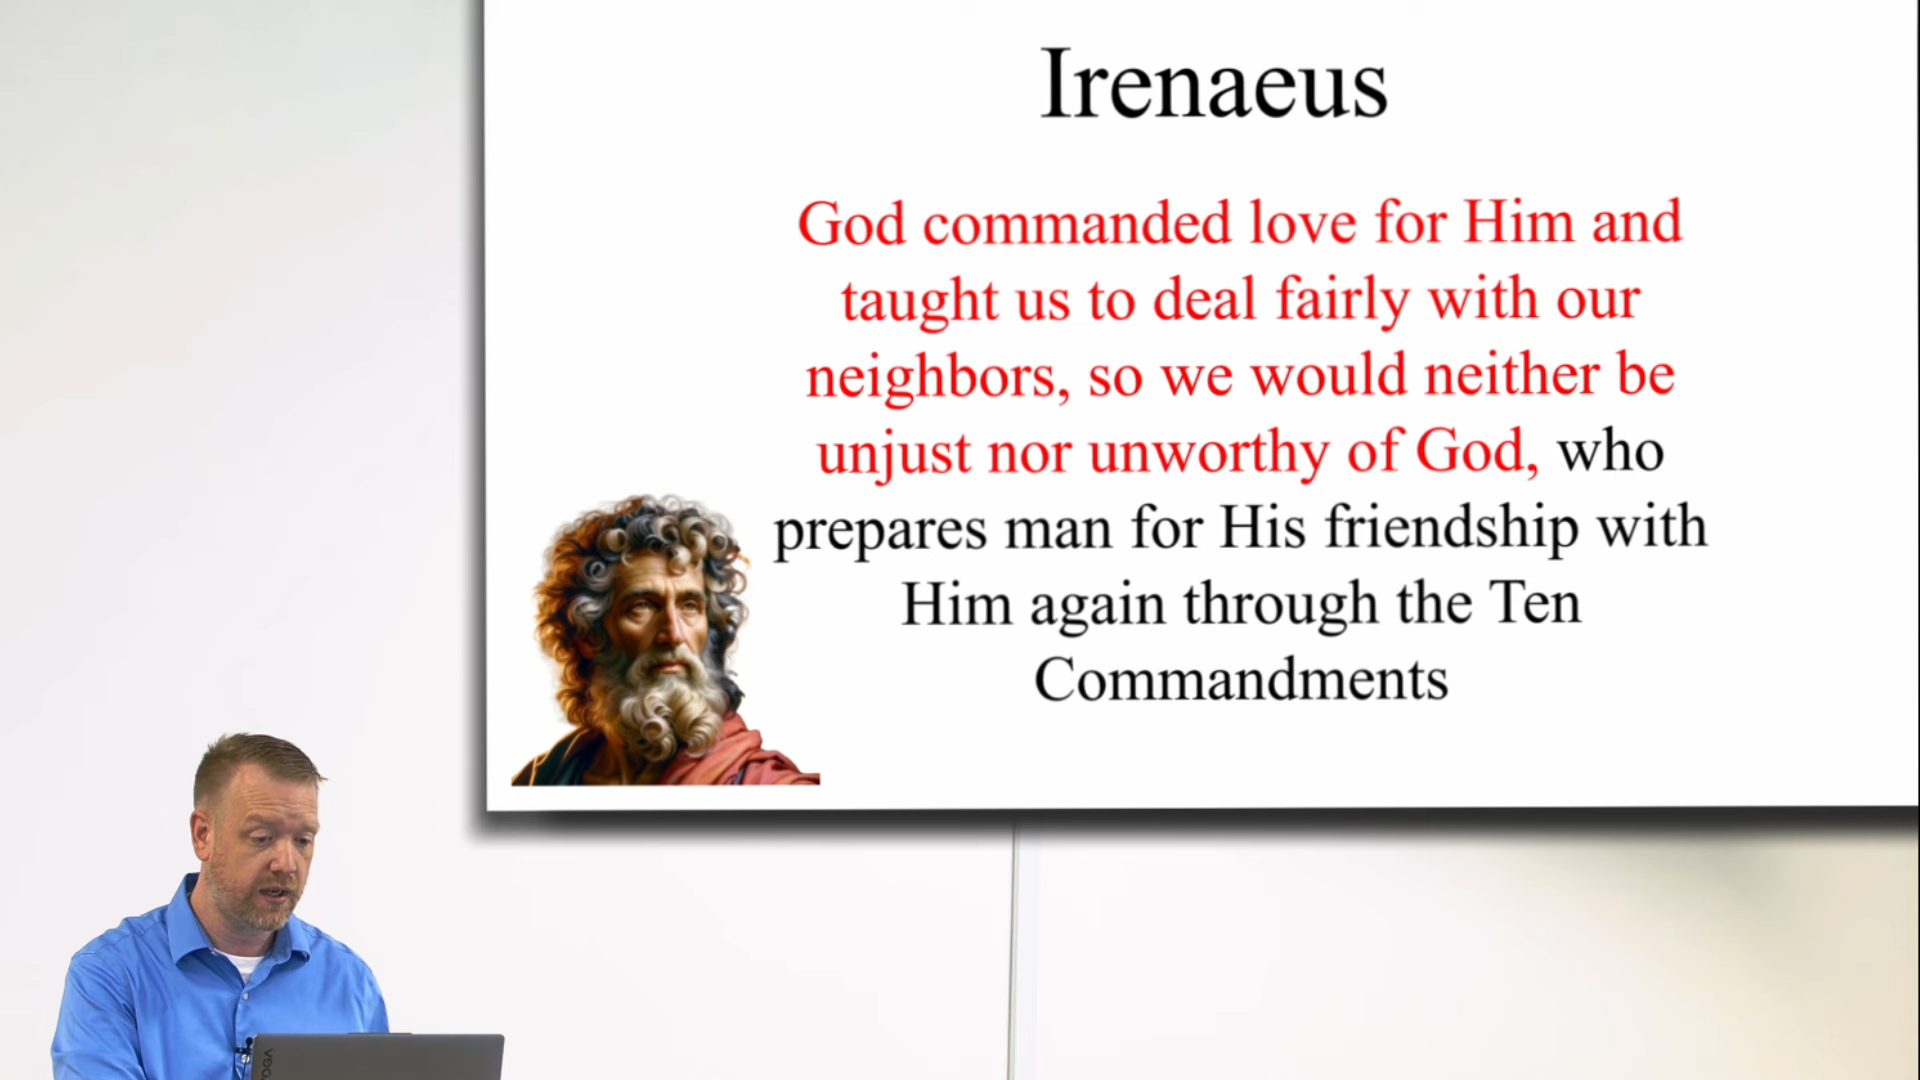 Irenaeus
God commanded love for Him and
taught us to deal fairly with our
neighbors, so we would neither be
unjust nor unworthy of God, who
prepares man for His friendship with
Him again through the Ten
Commandments
YOGA